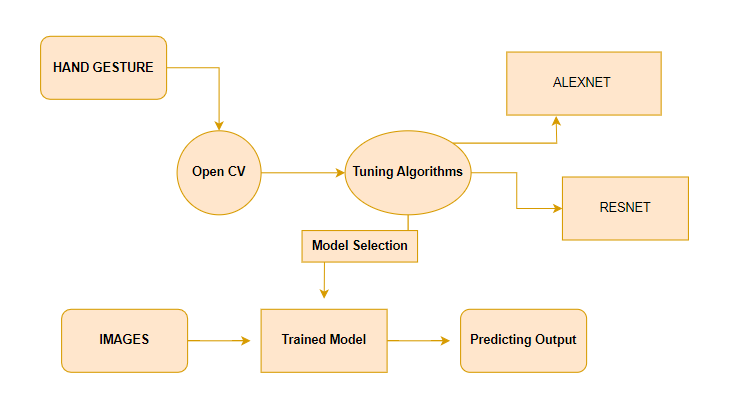 HAND GESTURE
ALEXNET
Open CV
Tuning Algorithms
RESNET
Model Selection
IMAGES
Trained Model
Predicting Output